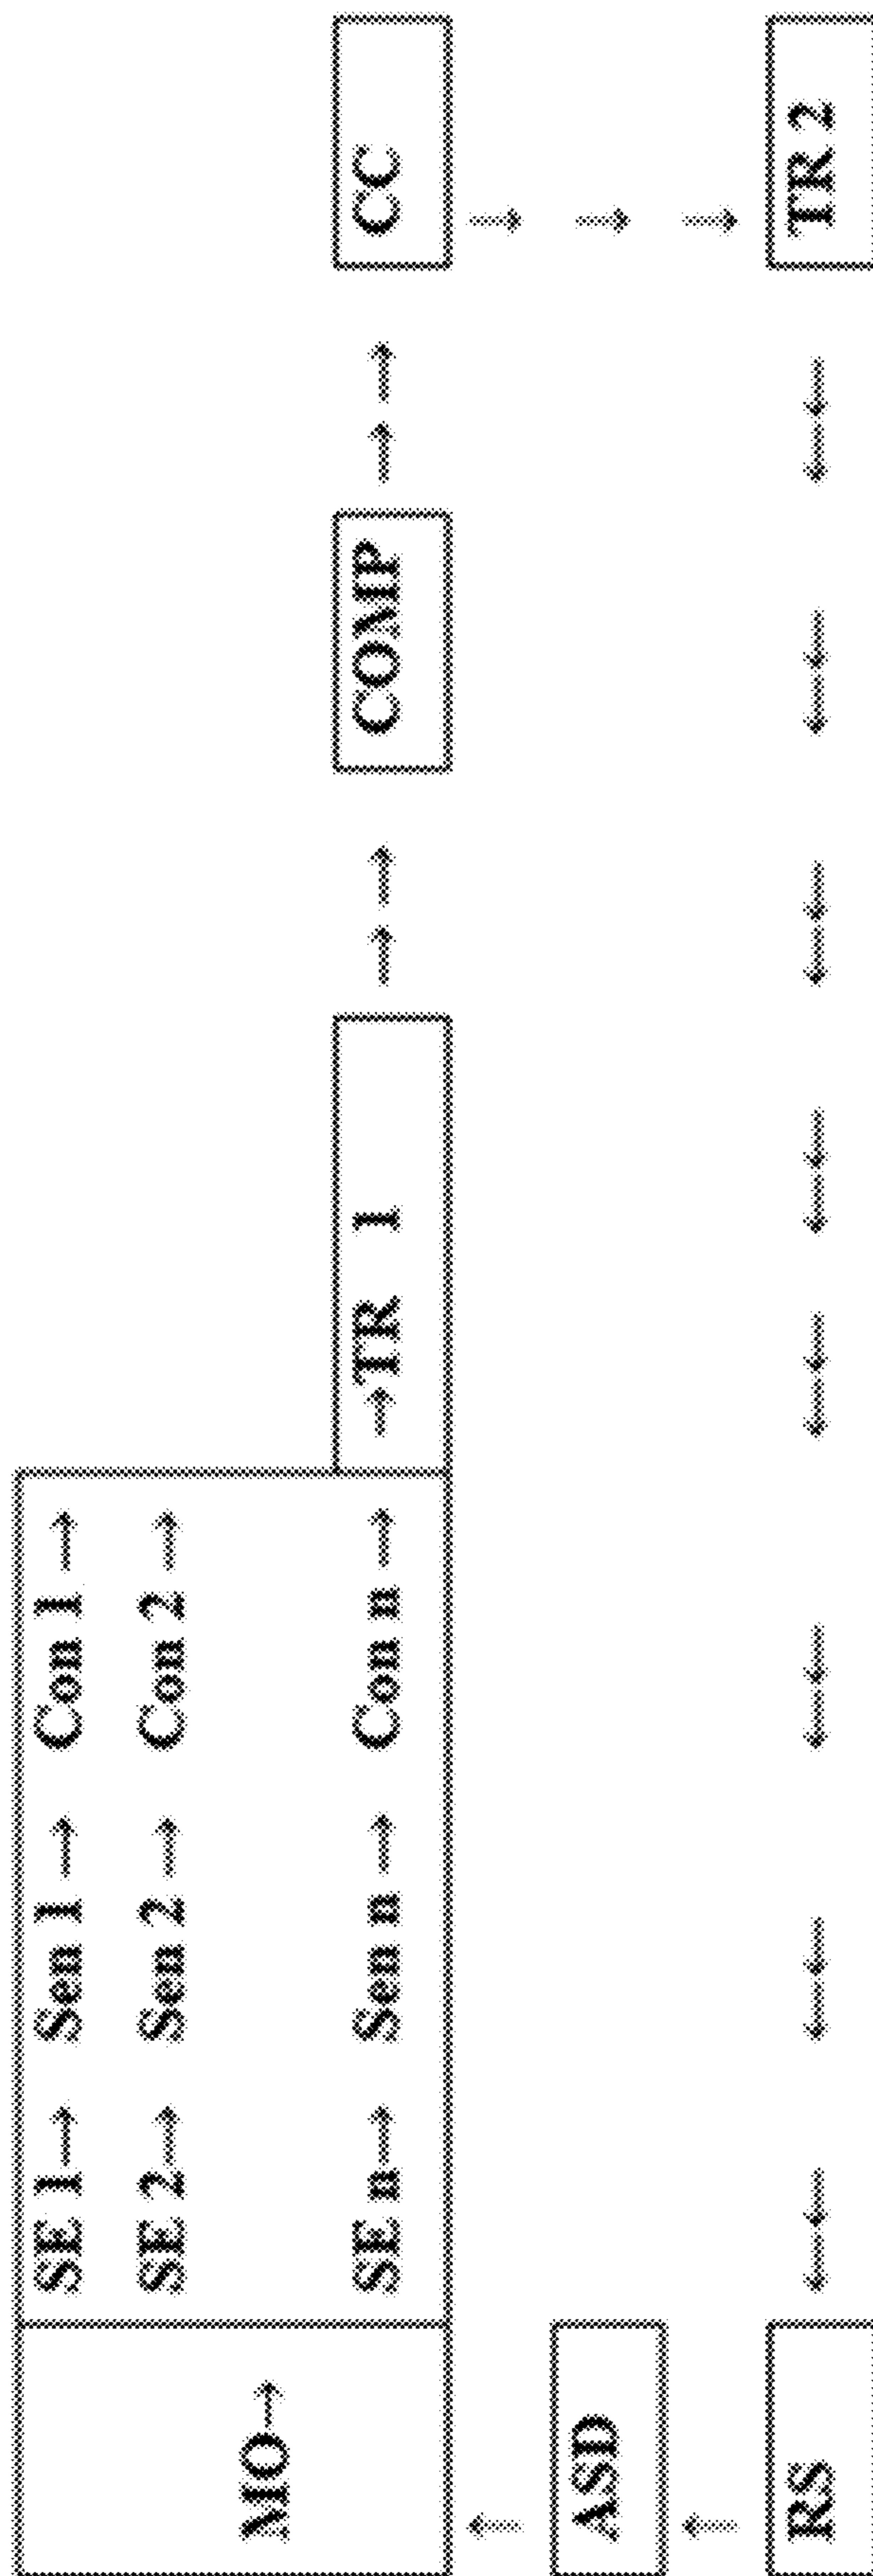 SE 1→ Sen 1 → Con 1 →
SE 2→ Sen 2 → Con 2 →
MO→
SE n→ Sen n → Con n → →TR 1 → → COMP → → CC
ASD
RS ←← ←← ←← ←← ←← ←← ←← ←← TR 2